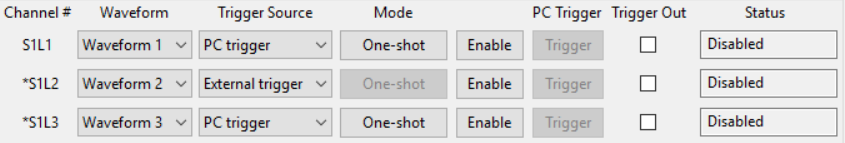 Channel # Waveform Trigger Source Mode PC Trigger Trigger Out Status
S1L1 Waveform 1 PC trigger One-shot Enable Trigger Disabled
*S1L2 Waveform 2 External trigger One-shot Enable Trigger Disabled
*S1L3 Waveform 3 PC trigger One-shot Enable Trigger Disabled